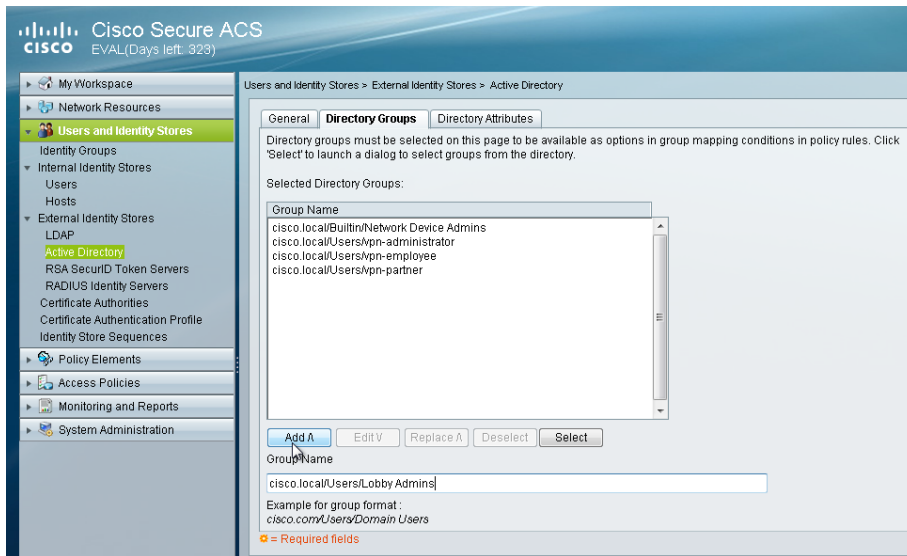 Cisco Secure ACS
CISCO
EVAL(Days left: 323)
My Workspace
Network Resources
Users and Identity Stores
Identity Groups
Internal Identity Stores
Users
Hosts
External Identity Stores
LDAP
Active Directory
RSA SecurID Token Servers
RADIUS Identity Servers
Certificate Authorities
Certificate Authentication Profile
Identity Store Sequences
Policy Elements
Access Policies
Monitoring and Reports
System Administration
Users and Identity Stores > External Identity Stores > Active Directory
General Directory Groups Directory Attributes
Directory groups must be selected on this page to be available as options in group mapping conditions in policy rules. Click
'Select' to launch a dialog to select groups from the directory.
Selected Directory Groups:
Group Name
cisco.local/Builtin/Network Device Admins
cisco.local/Users/vpn-administrator
cisco.local/Users/vpn-employee
cisco.local/Users/vpn-partner
Add Λ Edit V Replace Λ Deselect Select
Group Name
cisco.local/Users/Lobby Admins
Example for group format :
cisco.com/Users/Domain Users
= Required fields